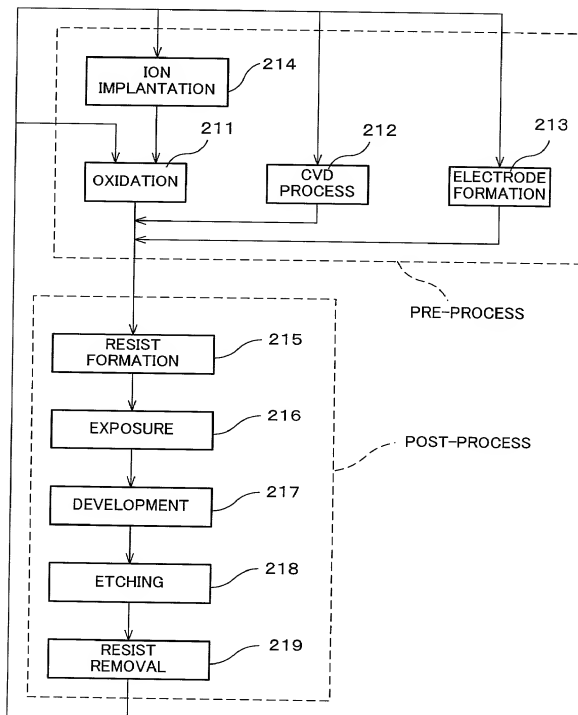 ION
IMPLANTATION
214
211
212
213
OXIDATION
CVD
PROCESS
ELECTRODE
FORMATION
PRE-PROCESS
RESIST
FORMATION
215
EXPOSURE
216
POST-PROCESS
DEVELOPMENT
217
ETCHING
218
RESIST
REMOVAL
219